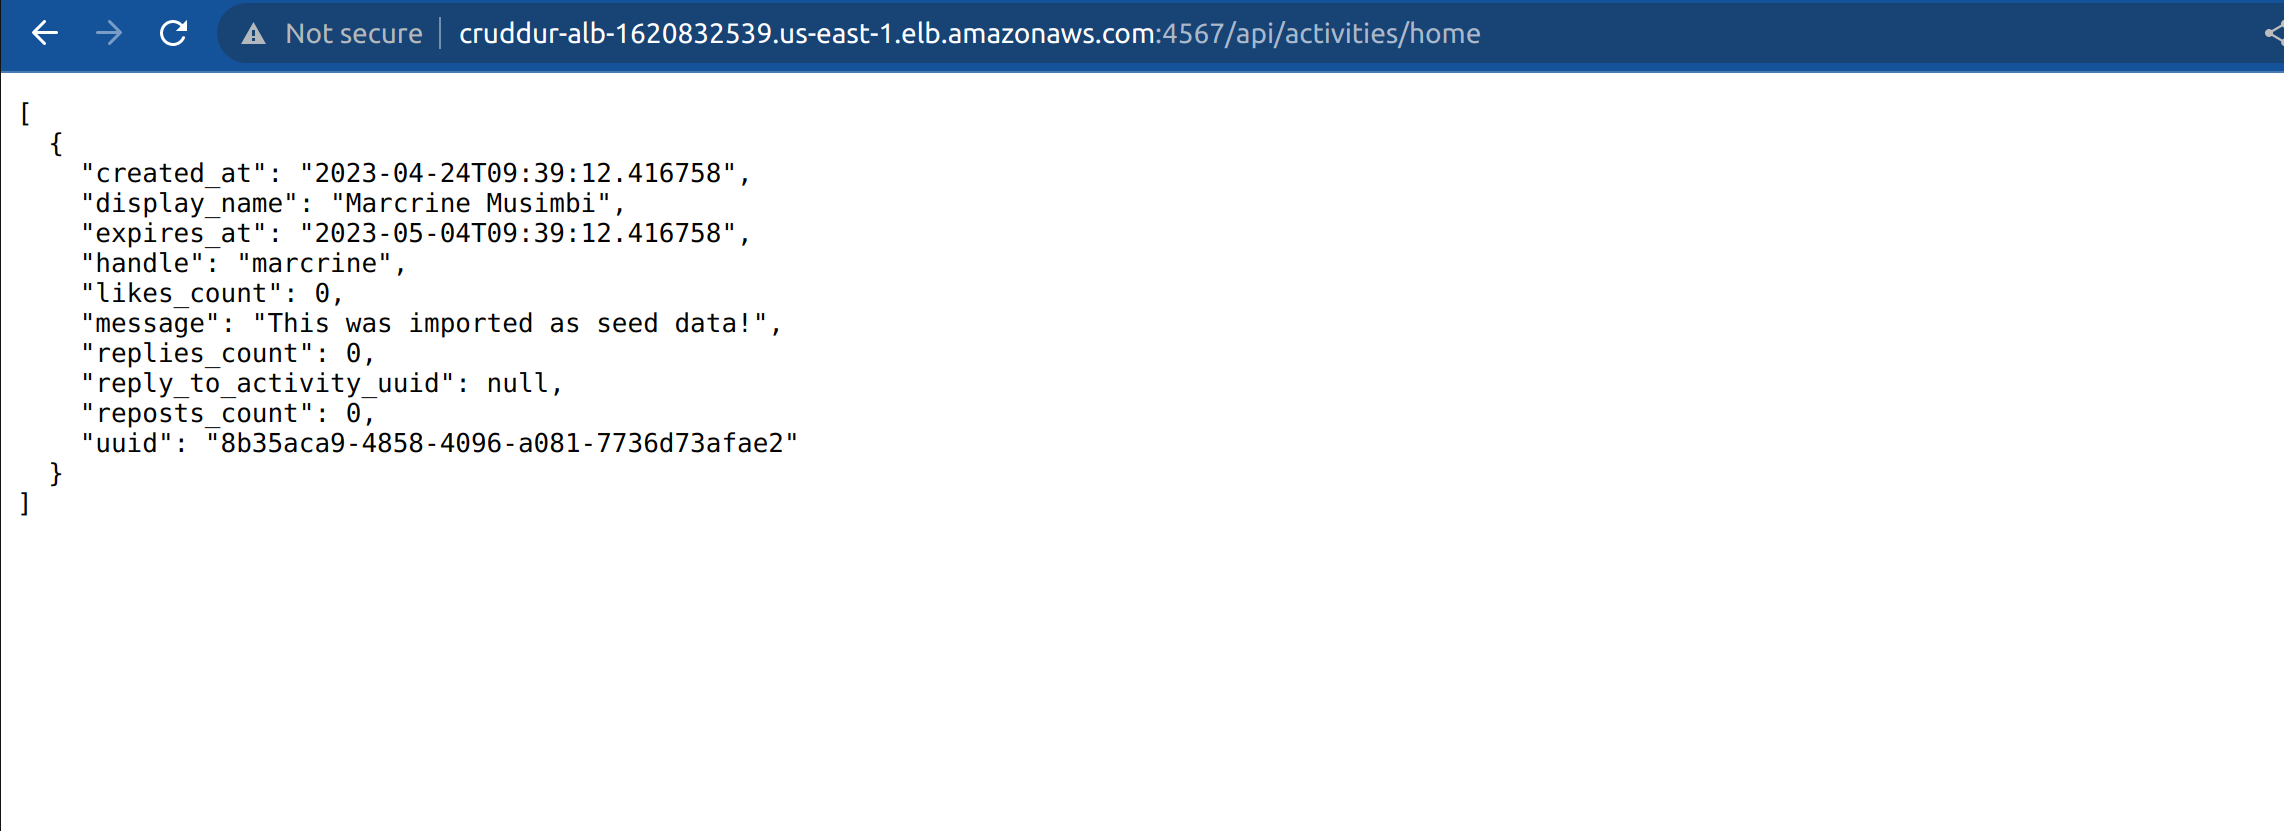 Not secure cruddur-alb-1620832539.us-east-1.elb.amazonaws.com:4567/api/activities/home
[
  {
    "created_at": "2023-04-24T09:39:12.416758",
    "display_name": "Marcrine Musimbi",
    "expires_at": "2023-05-04T09:39:12.416758",
    "handle": "marcrine",
    "likes_count": 0,
    "message": "This was imported as seed data!",
    "replies_count": 0,
    "reply_to_activity_uuid": null,
    "reposts_count": 0,
    "uuid": "8b35aca9-4858-4096-a081-7736d73afae2"
  }
]